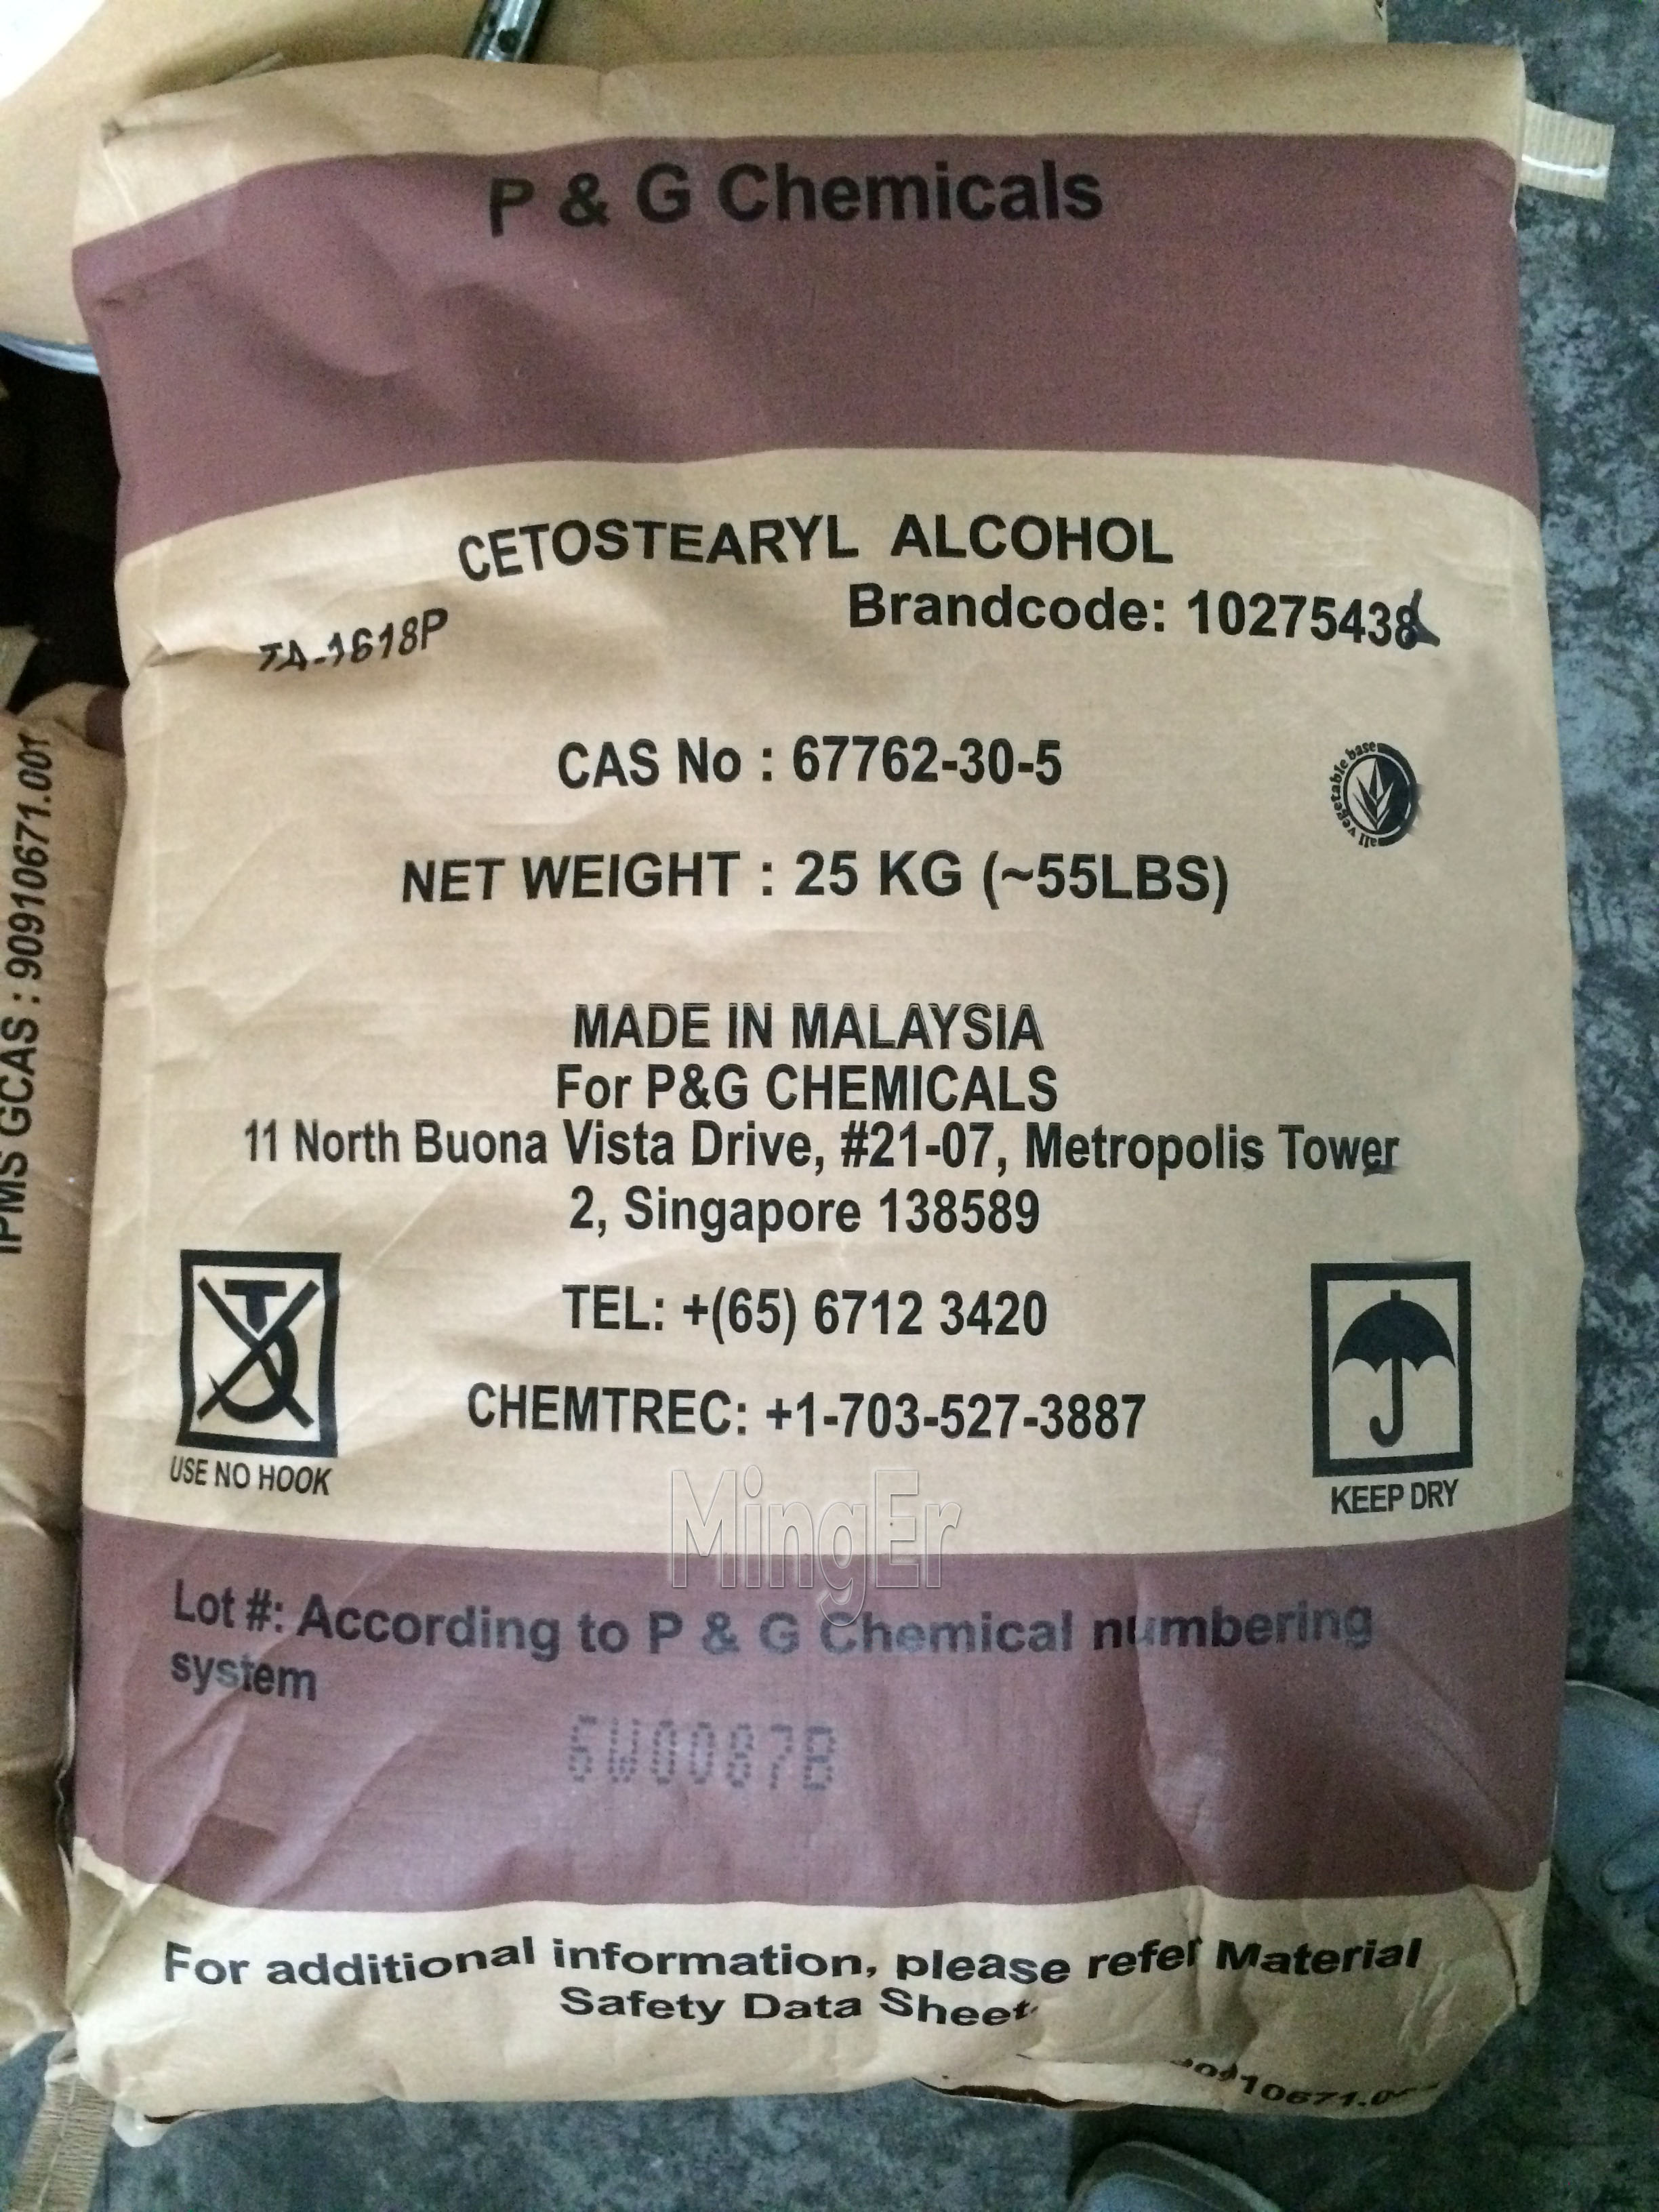 P & G Chemicals
CETOSTEARYL ALCOHOL
Brandcode: 10275438
TA-1618P
CAS No : 67762-30-5
all vegetable base
NET WEIGHT : 25 KG (~55LBS)
MADE IN MALAYSIA
For P&G CHEMICALS
11 North Buona Vista Drive, #21-07, Metropolis Tower
2, Singapore 138589
TEL: +(65) 6712 3420
CHEMTREC: +1-703-527-3887
USE NO HOOK
KEEP DRY
MingEr
Lot #: According to P & G Chemical numbering
system
6W0087B
For additional information, please refer Material
Safety Data Sheet
IPMS GCAS : 90910671.001